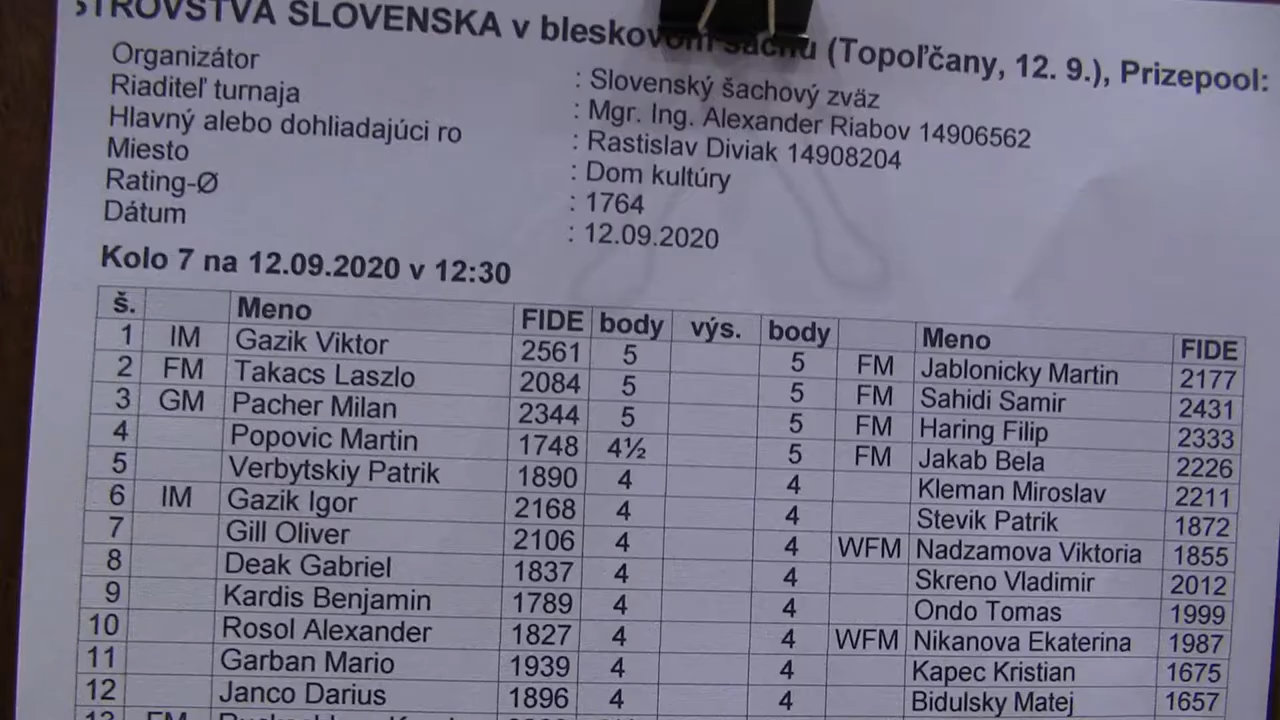 TROVSTVÁ SLOVENSKA v bleskovom šachu (Topoľčany, 12. 9.), Prizepool:
Organizátor : Slovenský šachový zväz
Riaditeľ turnaja : Mgr. Ing. Alexander Riabov 14906562
Hlavný alebo dohliadajúci ro : Rastislav Diviak 14908204
Miesto : Dom kultúry
Rating-Ø : 1764
Dátum : 12.09.2020
Kolo 7 na 12.09.2020 v 12:30
š. Meno FIDE body výs. body Meno FIDE
1 IM Gazik Viktor 2561 5 5 FM Jablonicky Martin 2177
2 FM Takacs Laszlo 2084 5 5 FM Sahidi Samir 2431
3 GM Pacher Milan 2344 5 5 FM Haring Filip 2333
4 Popovic Martin 1748 4½ 5 FM Jakab Bela 2226
5 Verbytskiy Patrik 1890 4 4 Kleman Miroslav 2211
6 IM Gazik Igor 2168 4 4 Stevik Patrik 1872
7 Gill Oliver 2106 4 4 WFM Nadzamova Viktoria 1855
8 Deak Gabriel 1837 4 4 Skreno Vladimir 2012
9 Kardis Benjamin 1789 4 4 Ondo Tomas 1999
10 Rosol Alexander 1827 4 4 WFM Nikanova Ekaterina 1987
11 Garban Mario 1939 4 4 Kapec Kristian 1675
12 Janco Darius 1896 4 4 Bidulsky Matej 1657
13 FM